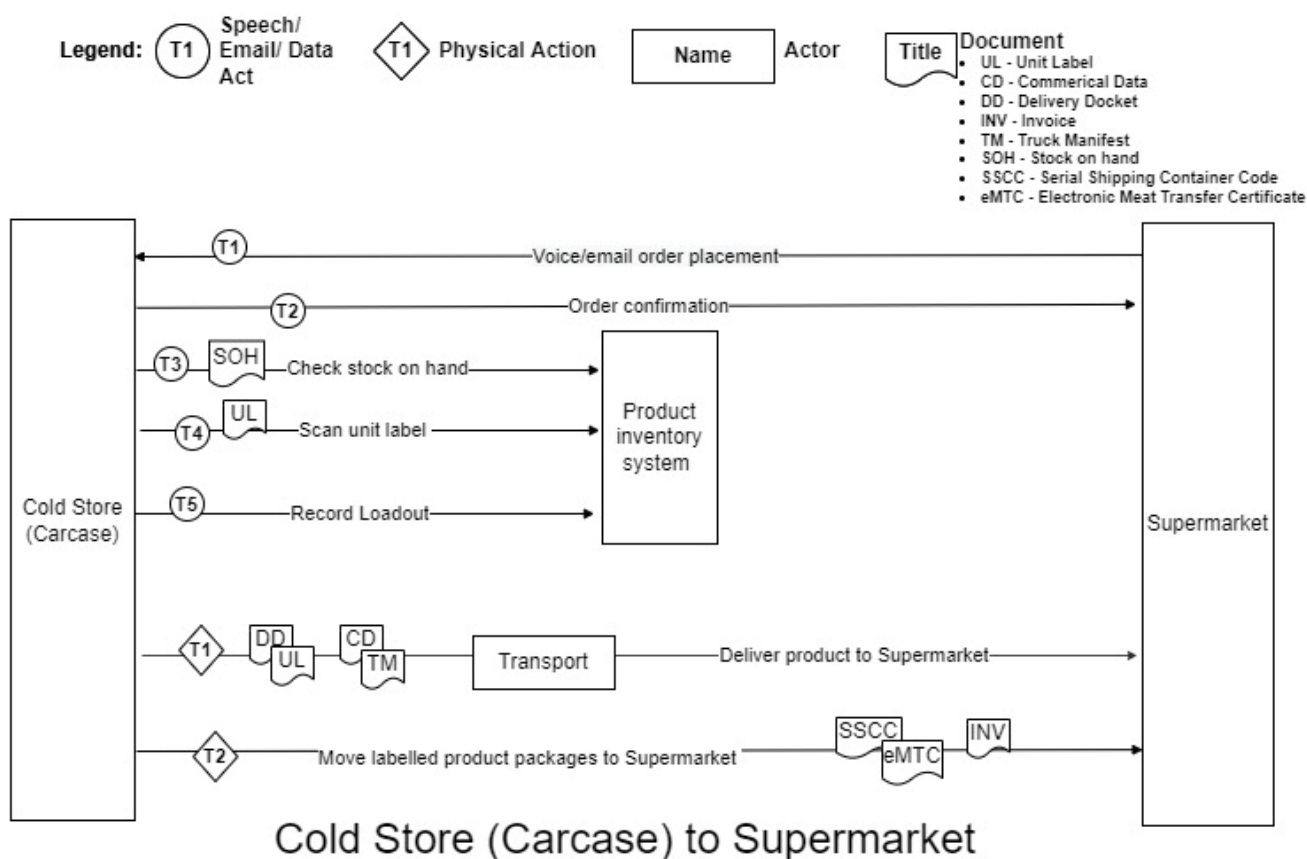 Legend:
T1
Speech/
Email/ Data
Act
T1
Physical Action
Name
Actor
Title
Document
UL - Unit Label
CD - Commerical Data
DD - Delivery Docket
INV - Invoice
TM - Truck Manifest
SOH - Stock on hand
SSCC - Serial Shipping Container Code
eMTC - Electronic Meat Transfer Certificate
T1
Voice/email order placement
T2
Order confirmation
T3
SOH
Check stock on hand
T4
UL
Scan unit label
Product
inventory
system
T5
Record Loadout
Cold Store
(Carcase)
Supermarket
T1
DD
UL
CD
TM
Transport
Deliver product to Supermarket
T2
Move labelled product packages to Supermarket
SSCC
eMTC
INV
Cold Store (Carcase) to Supermarket